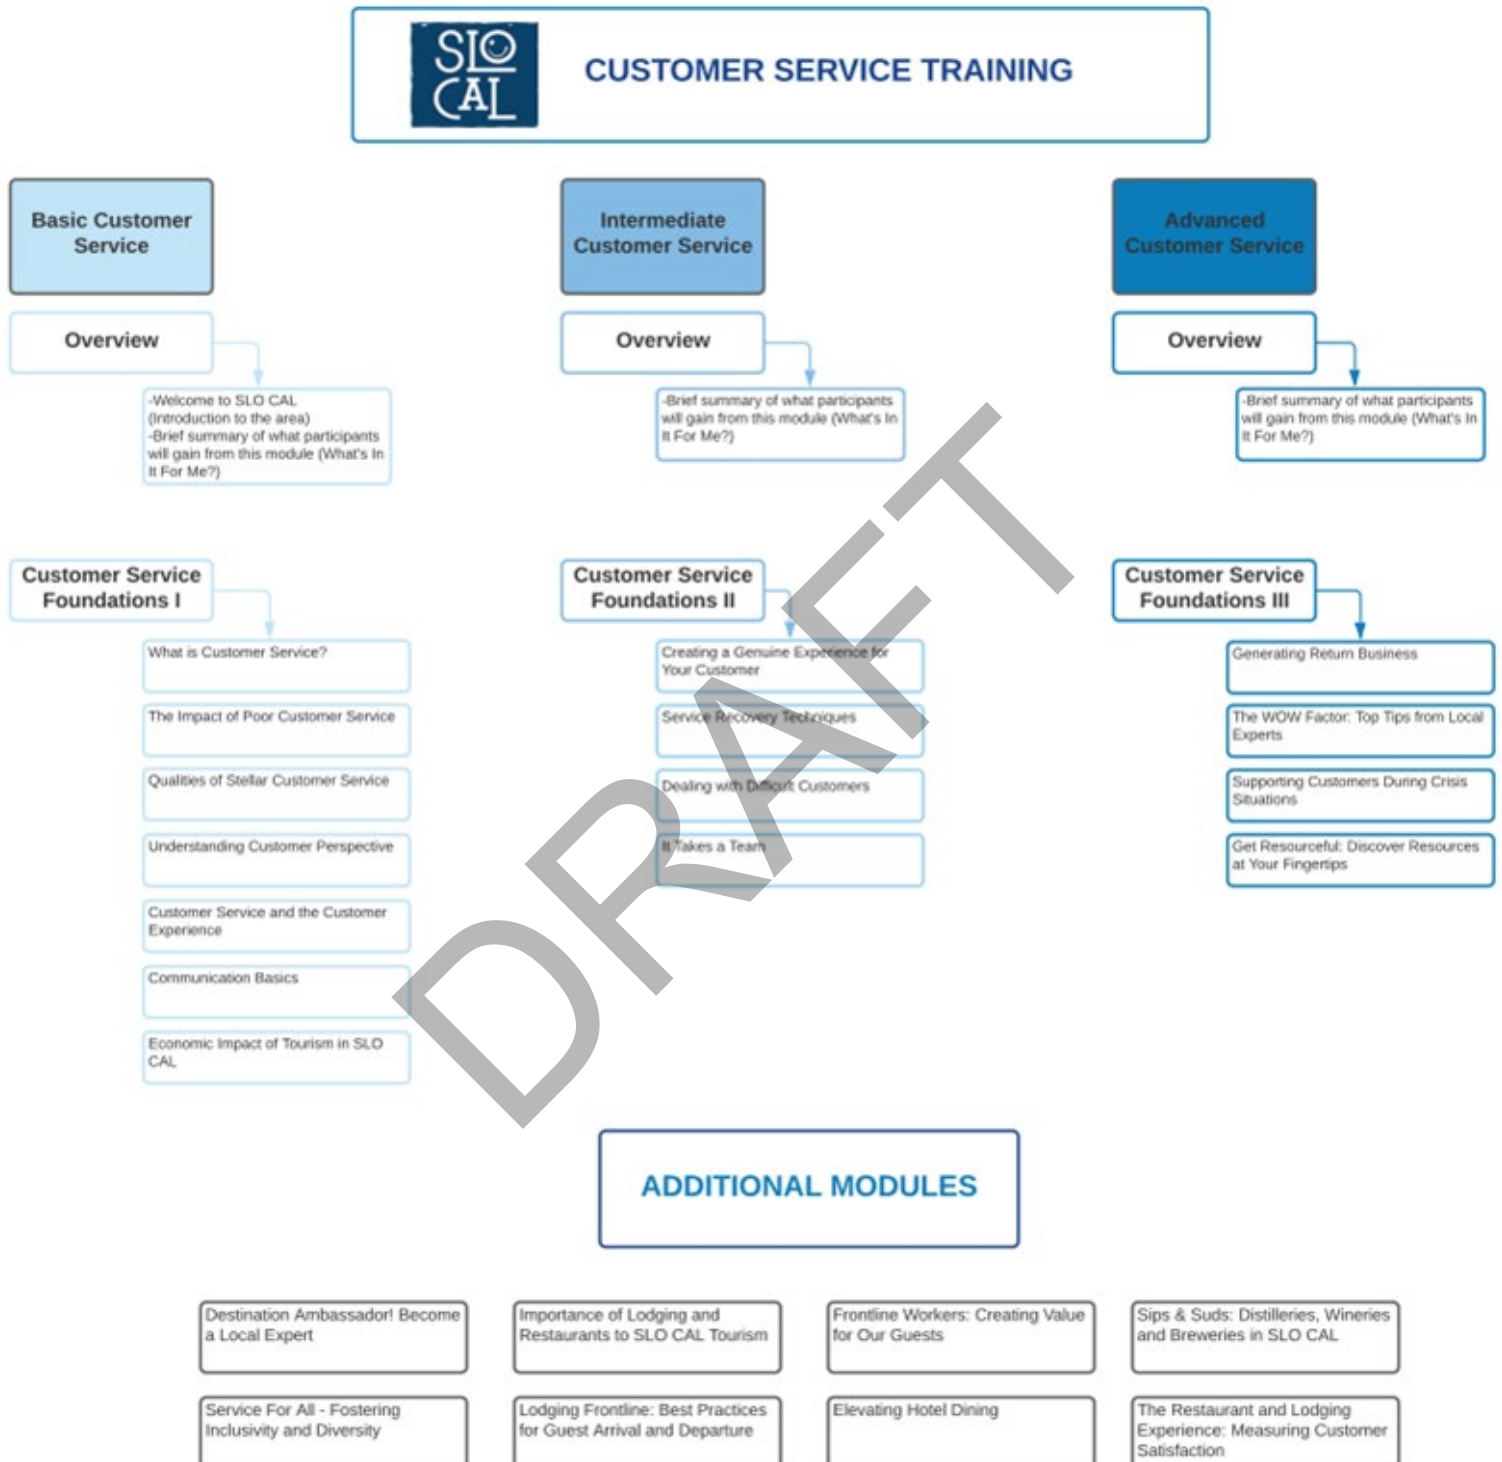 SLO
CAL
CUSTOMER SERVICE TRAINING
Basic Customer
Service
Overview
-Welcome to SLO CAL
(Introduction to the area)
-Brief summary of what participants
will gain from this module (What's In
It For Me?)
Customer Service
Foundations I
What is Customer Service?
The Impact of Poor Customer Service
Qualities of Stellar Customer Service
Understanding Customer Perspective
Customer Service and the Customer
Experience
Communication Basics
Economic Impact of Tourism in SLO
CAL
Intermediate
Customer Service
Overview
-Brief summary of what participants
will gain from this module (What's In
It For Me?)
Customer Service
Foundations II
Creating a Genuine Experience for
Your Customer
Service Recovery Techniques
Dealing with Difficult Customers
It Takes a Team
Advanced
Customer Service
Overview
-Brief summary of what participants
will gain from this module (What's In
It For Me?)
Customer Service
Foundations III
Generating Return Business
The WOW Factor: Top Tips from Local
Experts
Supporting Customers During Crisis
Situations
Get Resourceful: Discover Resources
at Your Fingertips
DRAFT
ADDITIONAL MODULES
Destination Ambassador! Become
a Local Expert
Importance of Lodging and
Restaurants to SLO CAL Tourism
Frontline Workers: Creating Value
for Our Guests
Sips & Suds: Distilleries, Wineries
and Breweries in SLO CAL
Service For All - Fostering
Inclusivity and Diversity
Lodging Frontline: Best Practices
for Guest Arrival and Departure
Elevating Hotel Dining
The Restaurant and Lodging
Experience: Measuring Customer
Satisfaction